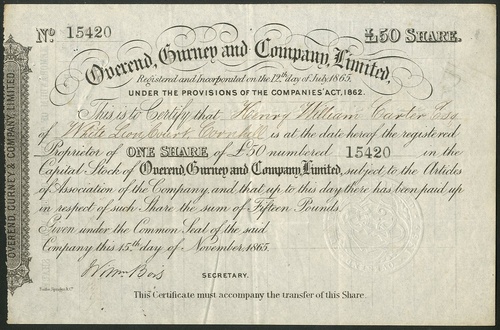 No 15420 £50 SHARE.
Overend, Gurney and Company, Limited,
Registered and Incorporated on the 12th day of July 1865,
UNDER THE PROVISIONS OF THE COMPANIES' ACT, 1862.
This is to Certify that Henry William Carter Esq
of White Lion Court Cornhill is at the date hereof the registered
Proprietor of ONE SHARE of £50 numbered 15420 in the
Capital Stock of Overend, Gurney and Company, Limited, subject to the Articles
of Association of the Company, and that up to this day there has been paid up
in respect of such Share the sum of Fifteen Pounds.
Given under the Common Seal of the said
Company this 15th day of November 1865.
SECRETARY.
This Certificate must accompany the transfer of this Share.
OVEREND, GURNEY & COMPANY, LIMITED.